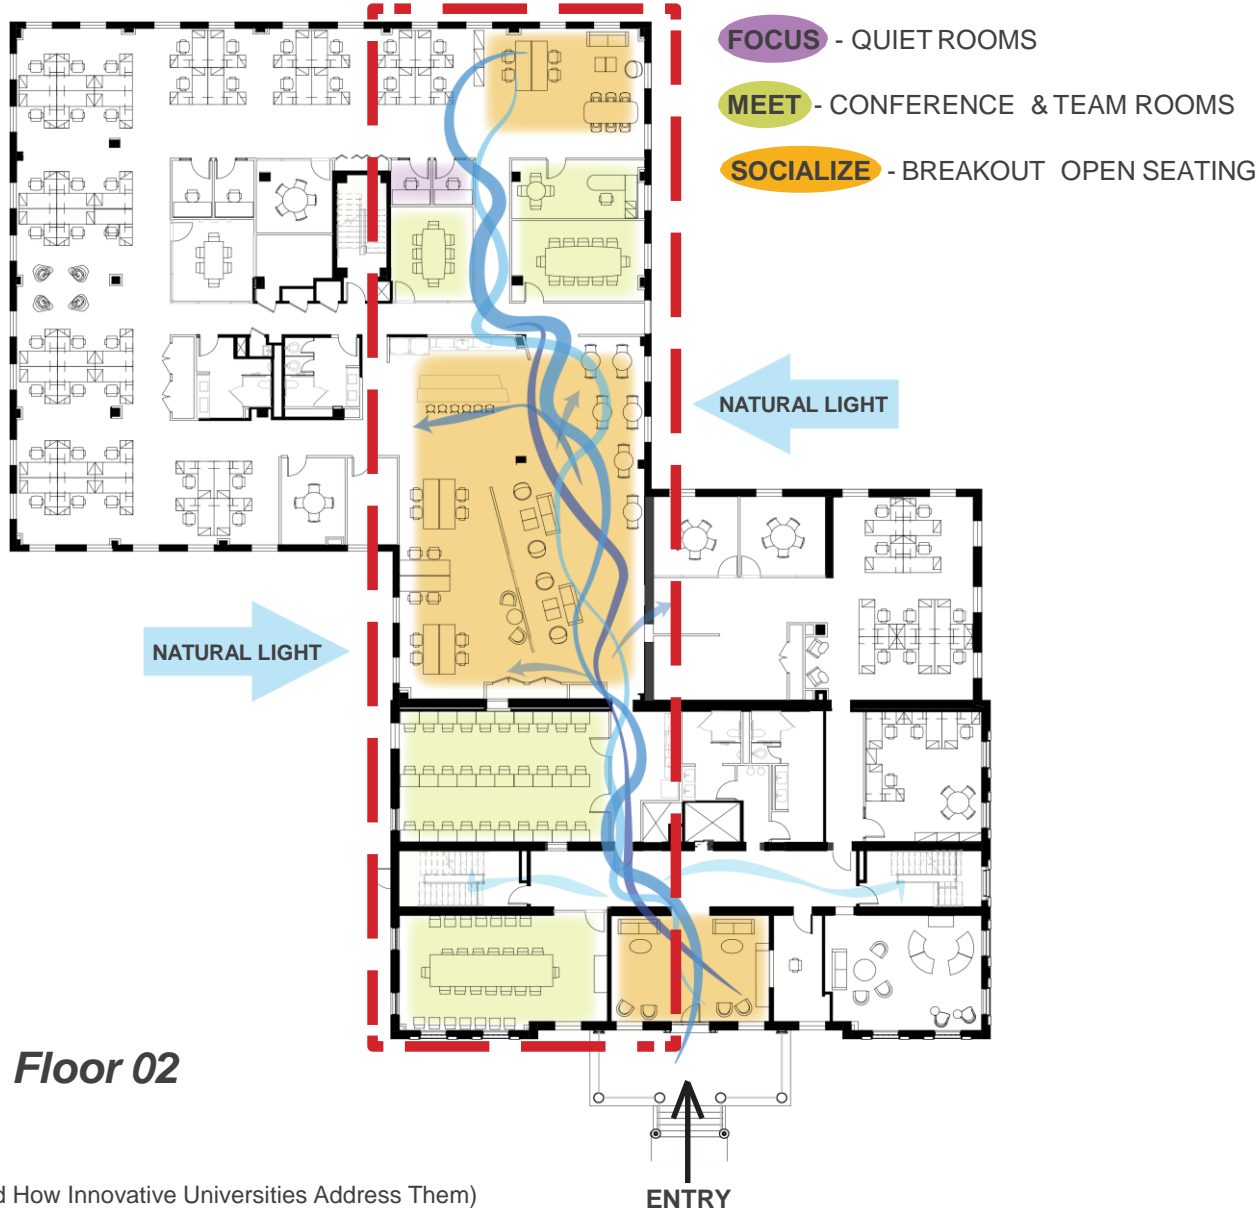 FOCUS - QUIET ROOMS
MEET - CONFERENCE & TEAM ROOMS
SOCIALIZE - BREAKOUT OPEN SEATING
NATURAL LIGHT
NATURAL LIGHT
Floor 02
d How Innovative Universities Address Them)
ENTRY